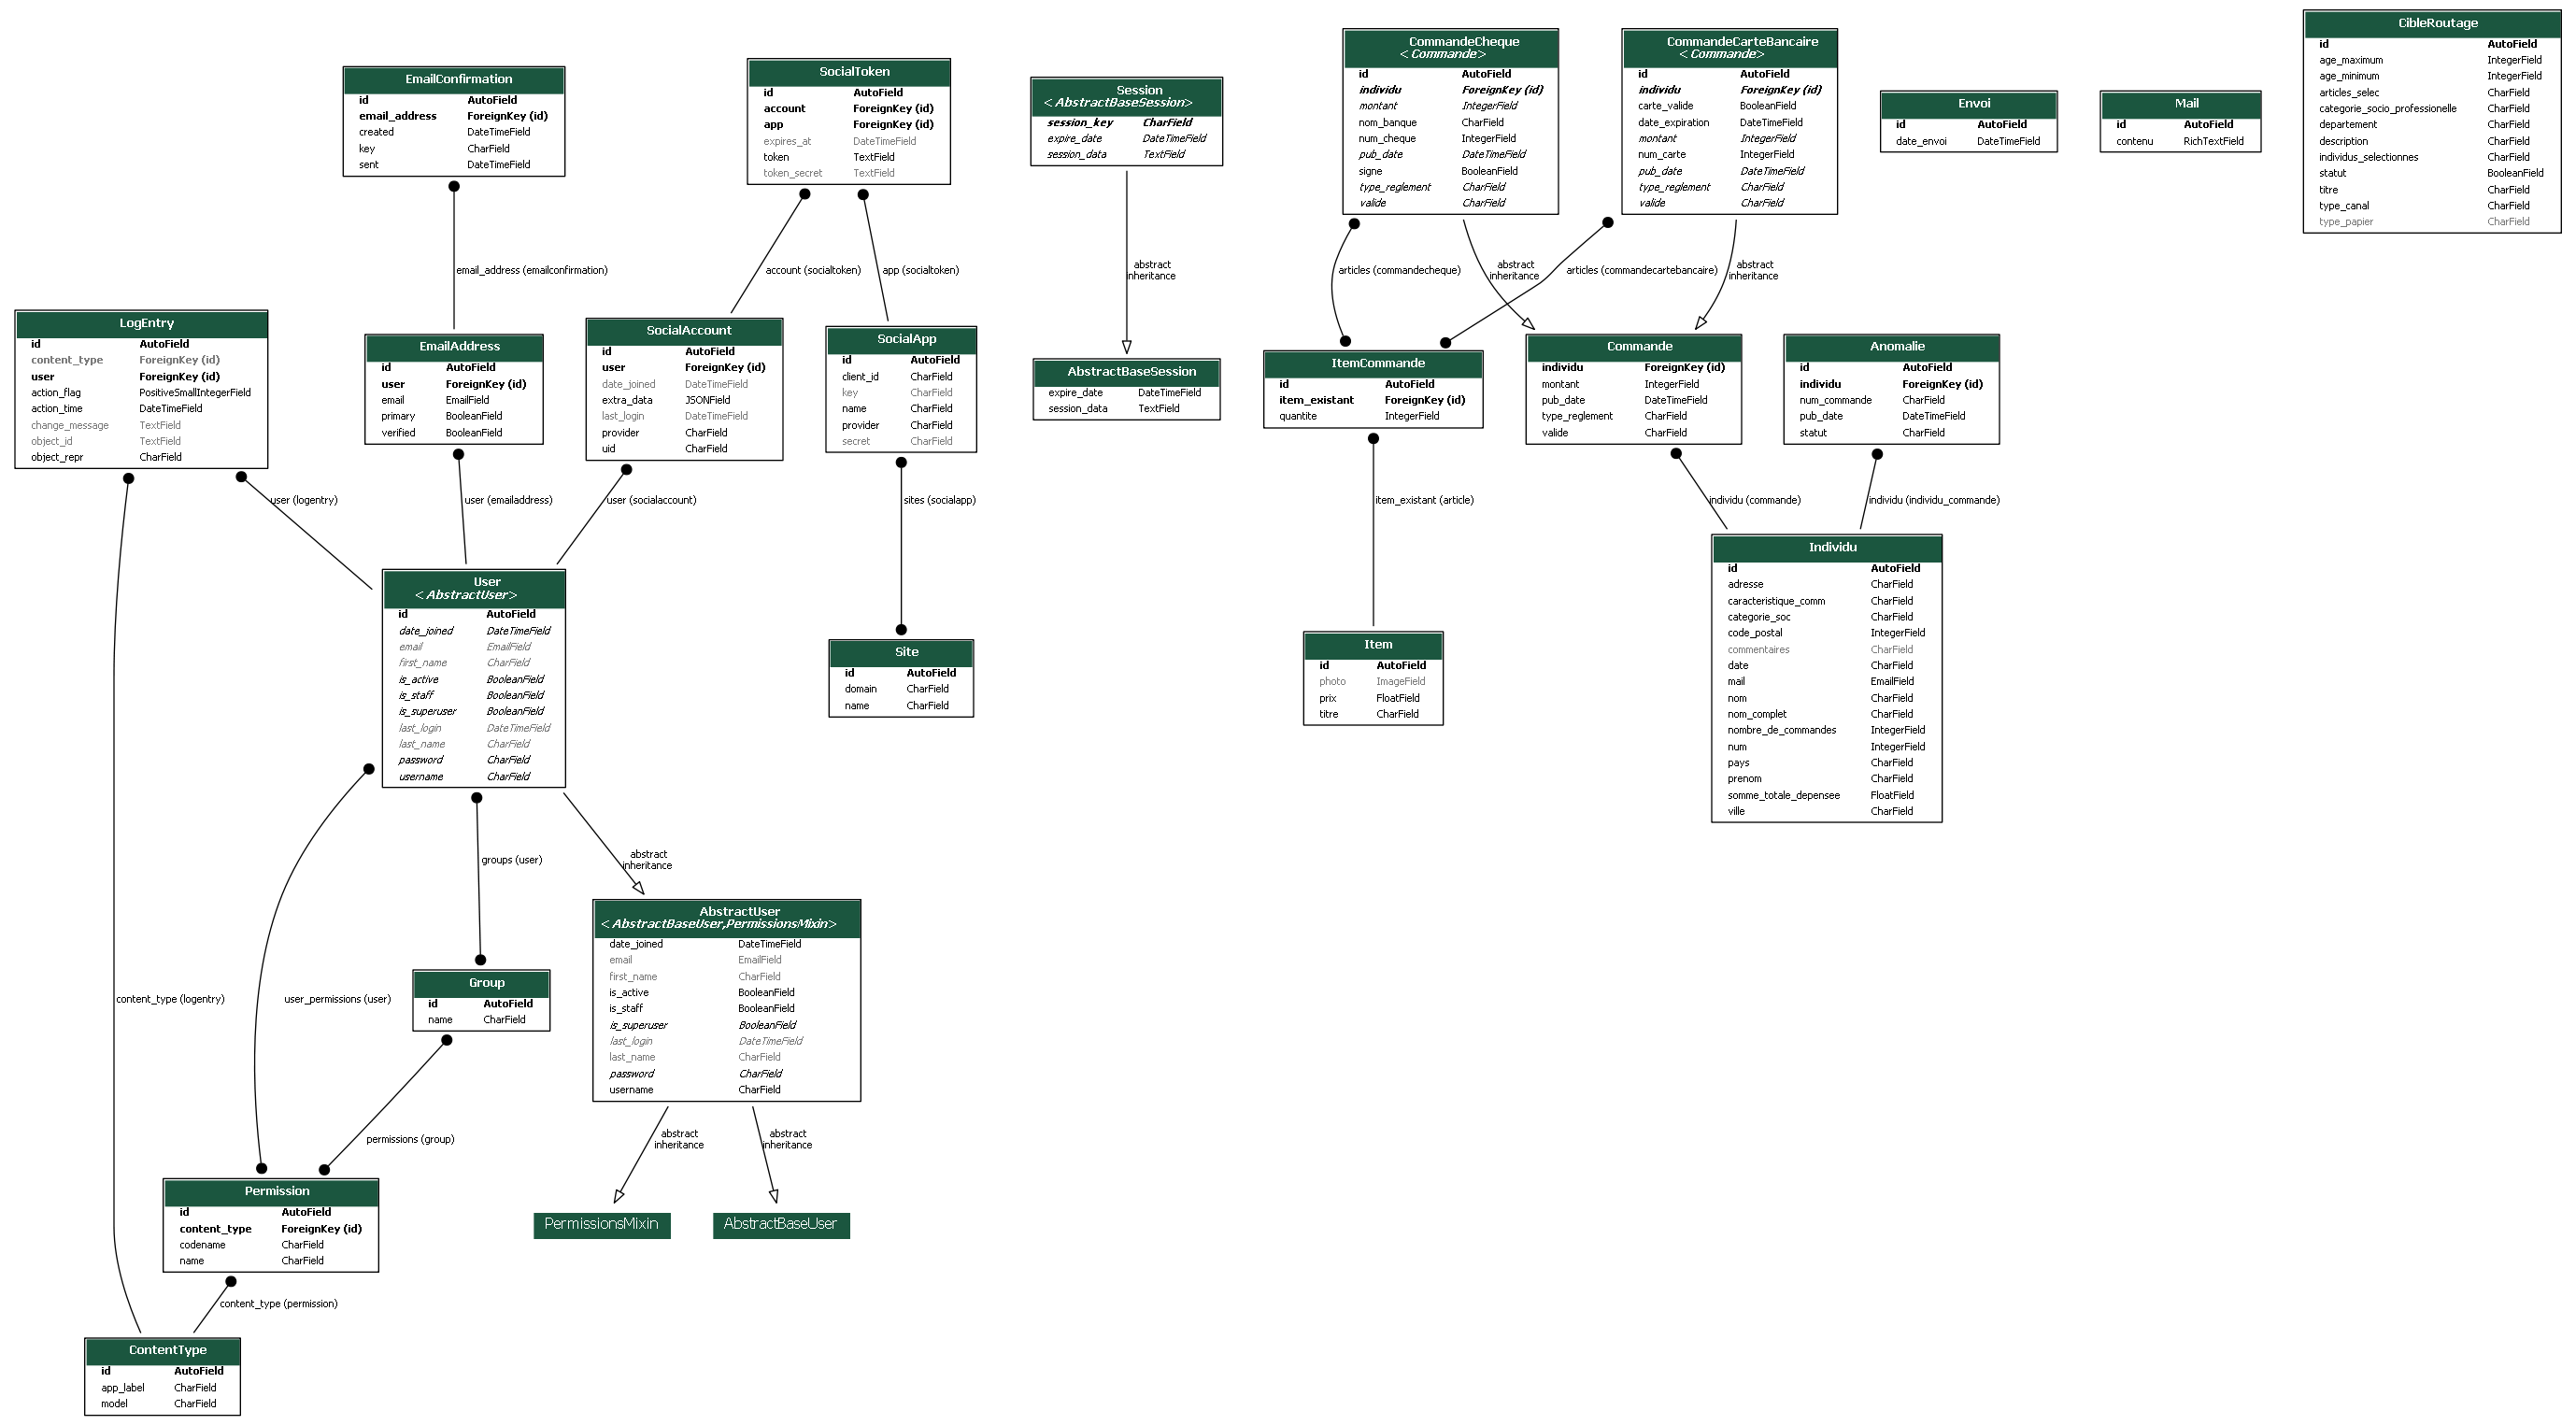 EmailConfirmation
id AutoField
email_address ForeignKey (id)
created DateTimeField
key CharField
sent DateTimeField
SocialToken
id AutoField
account ForeignKey (id)
app ForeignKey (id)
expires_at DateTimeField
token TextField
token_secret TextField
Session
<AbstractBaseSession>
session_key CharField
expire_date DateTimeField
session_data TextField
CommandeCheque
<Commande>
id AutoField
individu ForeignKey (id)
montant IntegerField
nom_banque CharField
num_cheque IntegerField
pub_date DateTimeField
signe BooleanField
type_reglement CharField
valide CharField
CommandeCarteBancaire
<Commande>
id AutoField
individu ForeignKey (id)
carte_valide BooleanField
date_expiration DateTimeField
montant IntegerField
num_carte IntegerField
pub_date DateTimeField
type_reglement CharField
valide CharField
Envoi
id AutoField
date_envoi DateTimeField
Mail
id AutoField
contenu RichTextField
CibleRoutage
id AutoField
age_maximum IntegerField
age_minimum IntegerField
articles_selec CharField
categorie_socio_professionelle CharField
departement CharField
description CharField
individus_selectionnes CharField
statut BooleanField
titre CharField
type_canal CharField
type_papier CharField
email_address (emailconfirmation)
account (socialtoken)
app (socialtoken)
abstract
inheritance
articles (commandecheque)
abstract
inheritance
articles (commandecartebancaire)
abstract
inheritance
LogEntry
id AutoField
content_type ForeignKey (id)
user ForeignKey (id)
action_flag PositiveSmallIntegerField
action_time DateTimeField
change_message TextField
object_id TextField
object_repr CharField
EmailAddress
id AutoField
user ForeignKey (id)
email EmailField
primary BooleanField
verified BooleanField
SocialAccount
id AutoField
user ForeignKey (id)
date_joined DateTimeField
extra_data JSONField
last_login DateTimeField
provider CharField
uid CharField
SocialApp
id AutoField
client_id CharField
key CharField
name CharField
provider CharField
secret CharField
AbstractBaseSession
expire_date DateTimeField
session_data TextField
ItemCommande
id AutoField
item_existant ForeignKey (id)
quantite IntegerField
Commande
individu ForeignKey (id)
montant IntegerField
pub_date DateTimeField
type_reglement CharField
valide CharField
Anomalie
id AutoField
individu ForeignKey (id)
num_commande CharField
pub_date DateTimeField
statut CharField
user (logentry)
user (emailaddress)
user (socialaccount)
sites (socialapp)
item_existant (article)
individu (commande)
individu (individu_commande)
User
<AbstractUser>
id AutoField
date_joined DateTimeField
email EmailField
first_name CharField
is_active BooleanField
is_staff BooleanField
is_superuser BooleanField
last_login DateTimeField
last_name CharField
password CharField
username CharField
Site
id AutoField
domain CharField
name CharField
Item
id AutoField
photo ImageField
prix FloatField
titre CharField
Individu
id AutoField
adresse CharField
caracteristique_comm CharField
categorie_soc CharField
code_postal IntegerField
commentaires CharField
date CharField
mail EmailField
nom CharField
nom_complet CharField
nombre_de_commandes IntegerField
num IntegerField
pays CharField
prenom CharField
somme_totale_depensee FloatField
ville CharField
groups (user)
abstract
inheritance
content_type (logentry)
user_permissions (user)
Group
id AutoField
name CharField
AbstractUser
<AbstractBaseUser,PermissionsMixin>
date_joined DateTimeField
email EmailField
first_name CharField
is_active BooleanField
is_staff BooleanField
is_superuser BooleanField
last_login DateTimeField
last_name CharField
password CharField
username CharField
permissions (group)
abstract
inheritance
abstract
inheritance
Permission
id AutoField
content_type ForeignKey (id)
codename CharField
name CharField
PermissionsMixin
AbstractBaseUser
content_type (permission)
ContentType
id AutoField
app_label CharField
model CharField